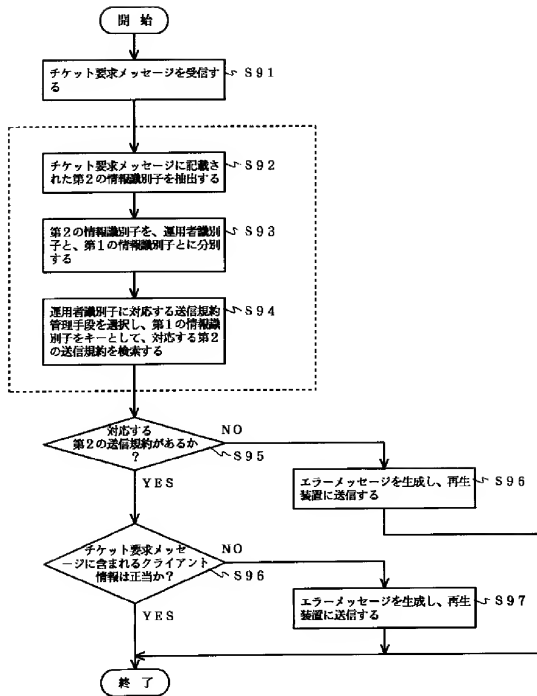 開 始
チケット要求メッセージを受信す
る
S91
チケット要求メッセージに記載さ
れた第2の情報識別子を抽出する
S92
第2の情報識別子を、運用者識別
子と、第1の情報識別子とに分別
する
S93
運用者識別子に対応する送信規約
管理手段を選択し、第1の情報識
別子をキーとして、対応する第2
の送信規約を検索する
S94
対応する
第2の送信規約があるか
?
S95
NO
YES
エラーメッセージを生成し、再生
装置に送信する
S96
チケット要求メッセ
ージに含まれるクライアント
情報は正当か?
S96
NO
YES
エラーメッセージを生成し、再生
装置に送信する
S97
終 了